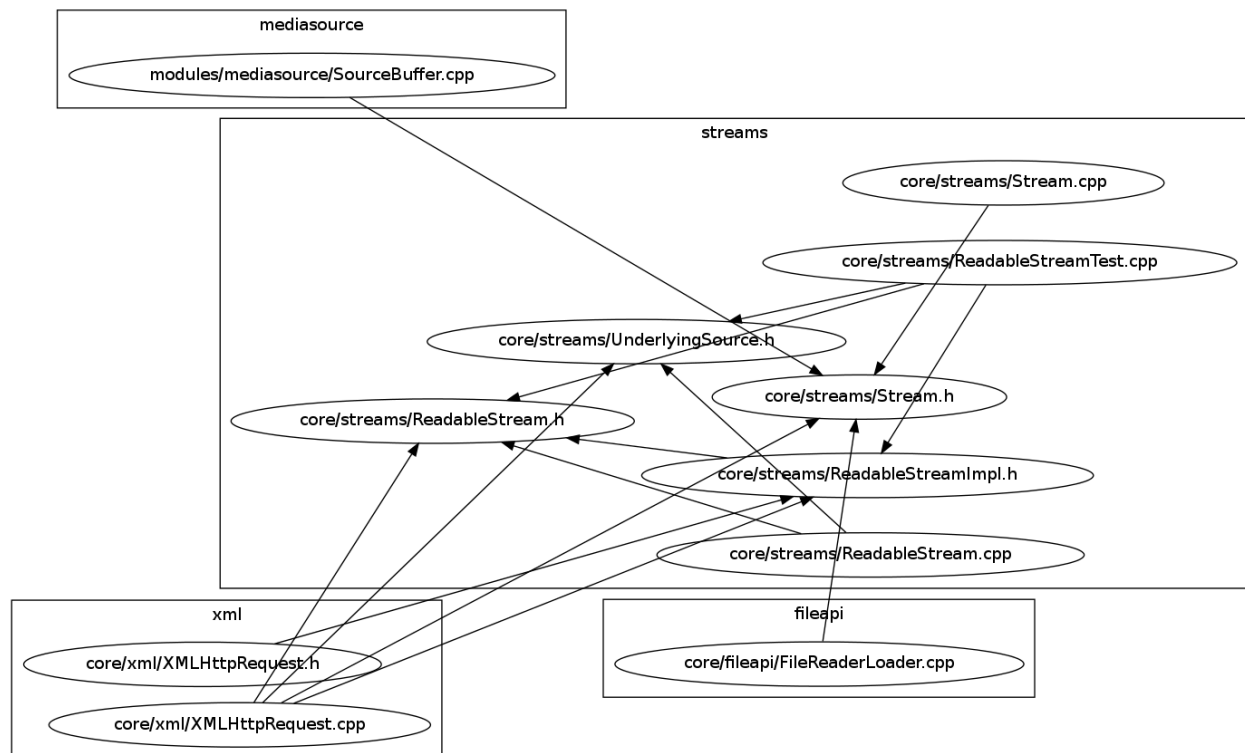 mediasource
modules/mediasource/SourceBuffer.cpp
streams
core/streams/Stream.cpp
core/streams/ReadableStreamTest.cpp
core/streams/UnderlyingSource.h
core/streams/Stream.h
core/streams/ReadableStream.h
core/streams/ReadableStreamImpl.h
core/streams/ReadableStream.cpp
xml
fileapi
core/xml/XMLHttpRequest.h
core/fileapi/FileReaderLoader.cpp
core/xml/XMLHttpRequest.cpp